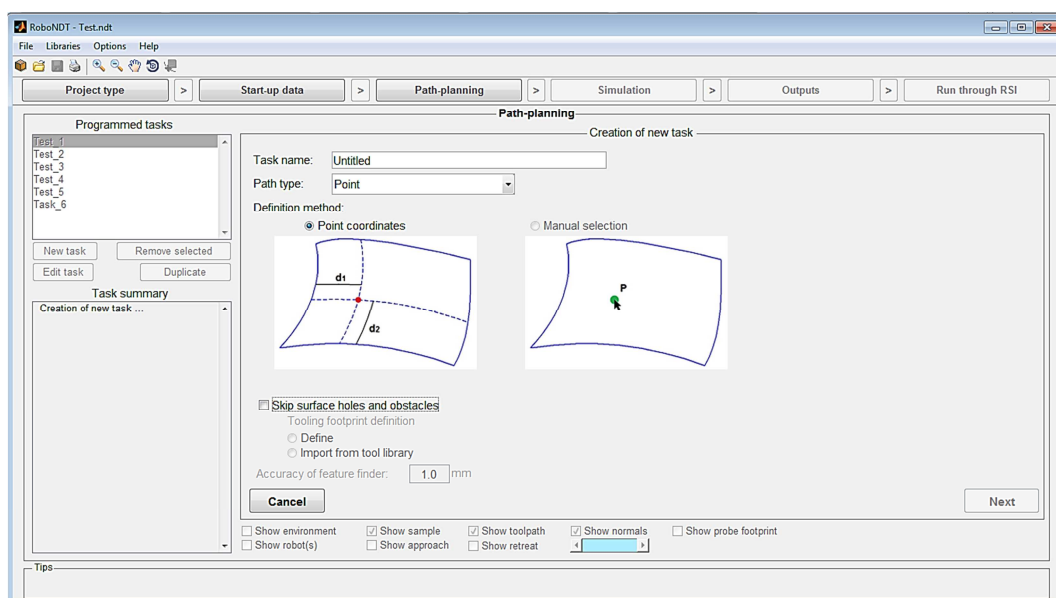 RoboNDT - Test.ndt
File Libraries Options Help
Project type > Start-up data > Path-planning > Simulation > Outputs > Run through RSI
Path-planning
Programmed tasks
Test_1
Test_2
Test_3
Test_4
Test_5
Task_6
New task Remove selected
Edit task Duplicate
Task summary
Creation of new task ...
Creation of new task
Task name: Untitled
Path type: Point
Definition method:
Point coordinates Manual selection
d1
d2
P
Skip surface holes and obstacles
Tooling footprint definition
Define
Import from tool library
Accuracy of feature finder: 1.0 mm
Cancel Next
Show environment Show sample Show toolpath Show normals Show probe footprint
Show robot(s) Show approach Show retreat
Tips